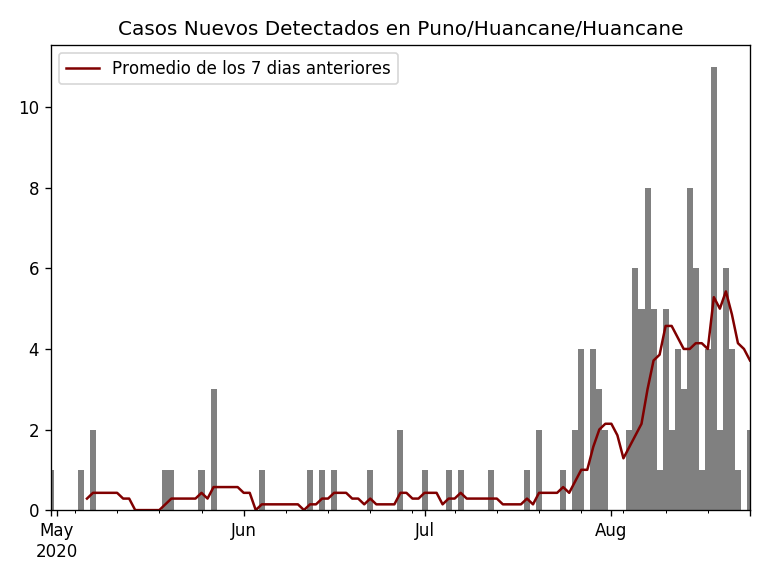 Casos Nuevos Detectados en Puno/Huancane/Huancane
Promedio de los 7 dias anteriores
10
8
6
4
2
0
May Jun Jul Aug
2020